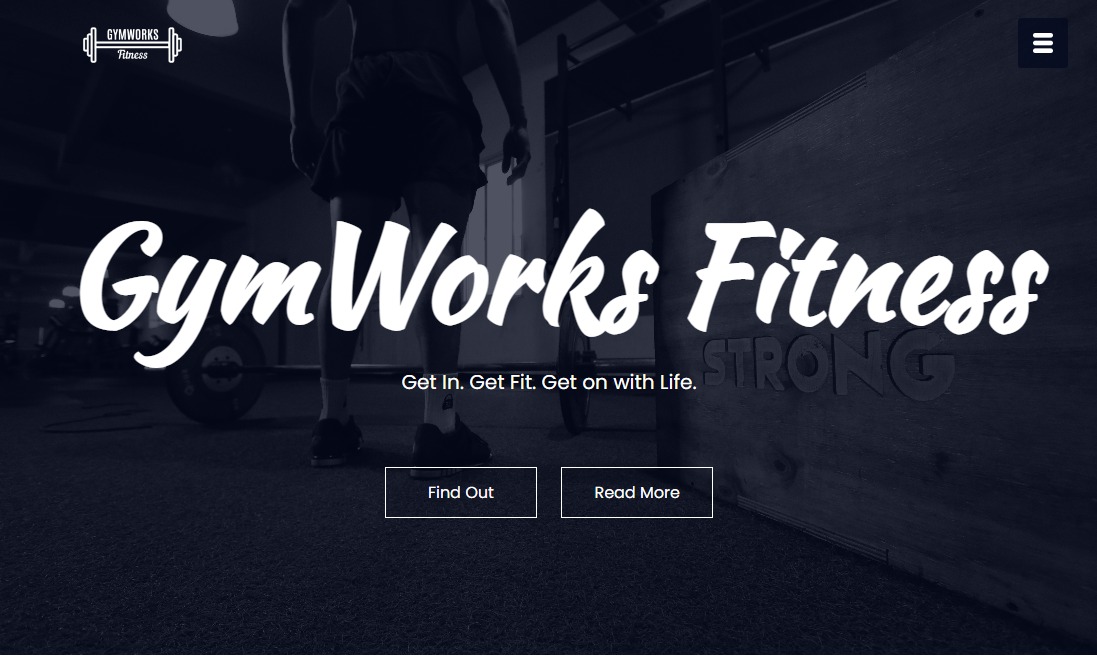 GYMWORKS
Fitness
GymWorks Fitness
STRONG
Get In. Get Fit. Get on with Life.
Find Out
Read More